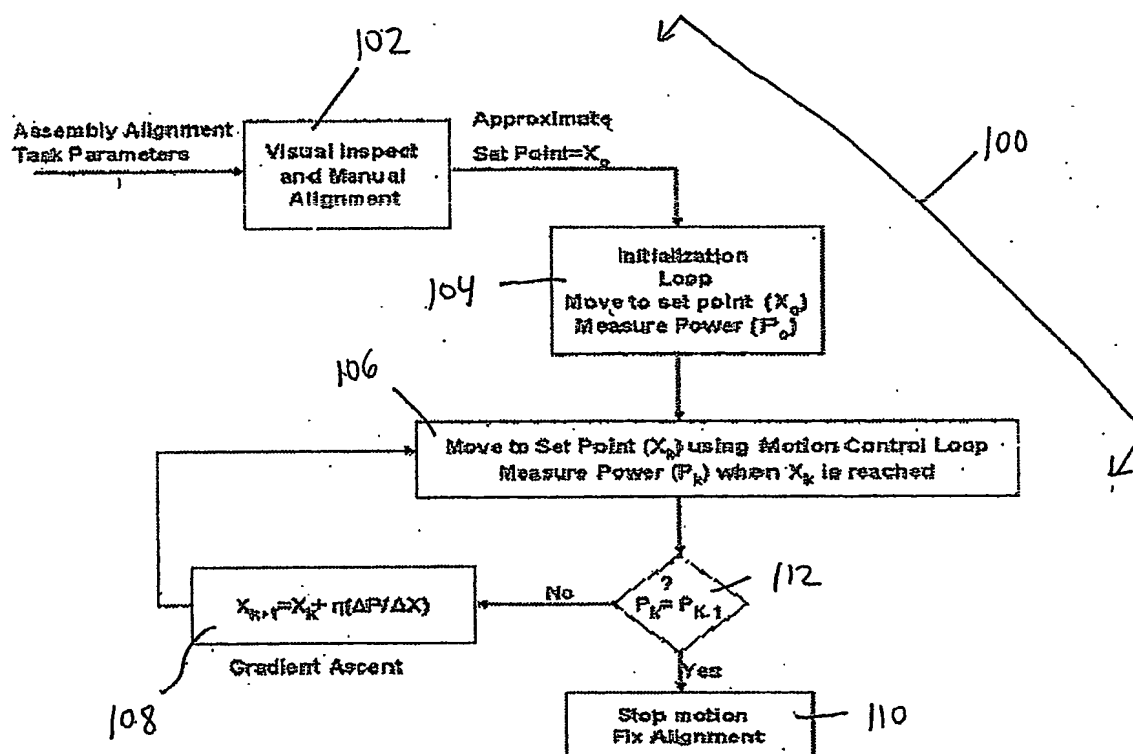 102
Assembly Alignment
Task Parameters
Visual Inspect
and Manual
Alignment
Approximate
Set Point=X₀
100
Initialization
Loop
Move to set point (X₀)
Measure Power (P₀)
104
106
Move to Set Point (Xₖ) using Motion Control Loop
Measure Power (Pₖ) when Xₖ is reached
?
Pₖ= P_K-1
112
No
Xₖ₊₁=Xₖ+ η(ΔP/ΔX)
Gradient Ascent
108
Yes
Stop motion
Fix Alignment
110